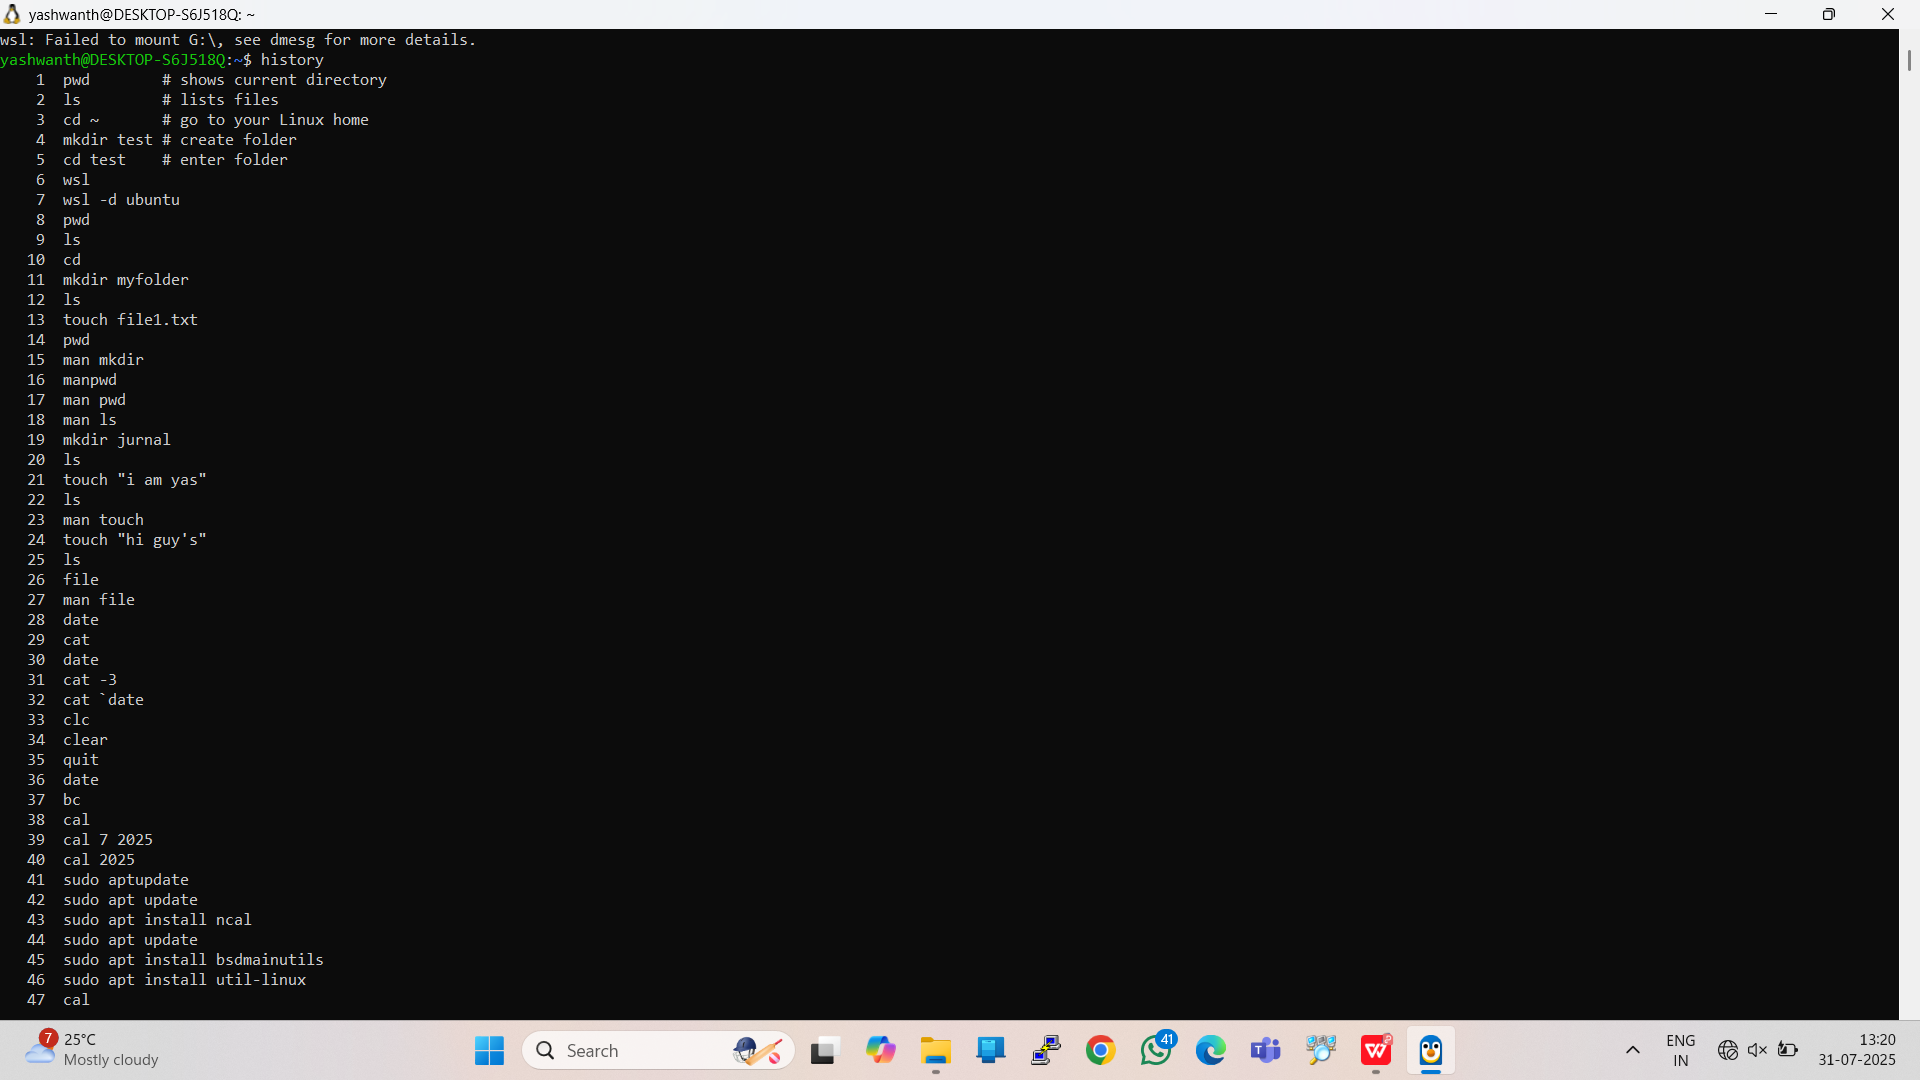 yashwanth@DESKTOP-S6J518Q: ~
wsl: Failed to mount G:\, see dmesg for more details.
yashwanth@DESKTOP-S6J518Q:~$ history
1 pwd # shows current directory
2 ls # lists files
3 cd ~ # go to your Linux home
4 mkdir test # create folder
5 cd test # enter folder
6 wsl
7 wsl -d ubuntu
8 pwd
9 ls
10 cd
11 mkdir myfolder
12 ls
13 touch file1.txt
14 pwd
15 man mkdir
16 manpwd
17 man pwd
18 man ls
19 mkdir jurnal
20 ls
21 touch "i am yas"
22 ls
23 man touch
24 touch "hi guy's"
25 ls
26 file
27 man file
28 date
29 cat
30 date
31 cat -3
32 cat `date
33 clc
34 clear
35 quit
36 date
37 bc
38 cal
39 cal 7 2025
40 cal 2025
41 sudo aptupdate
42 sudo apt update
43 sudo apt install ncal
44 sudo apt update
45 sudo apt install bsdmainutils
46 sudo apt install util-linux
47 cal
7
25°C
Mostly cloudy
Search
41
ENG
IN
13:20
31-07-2025